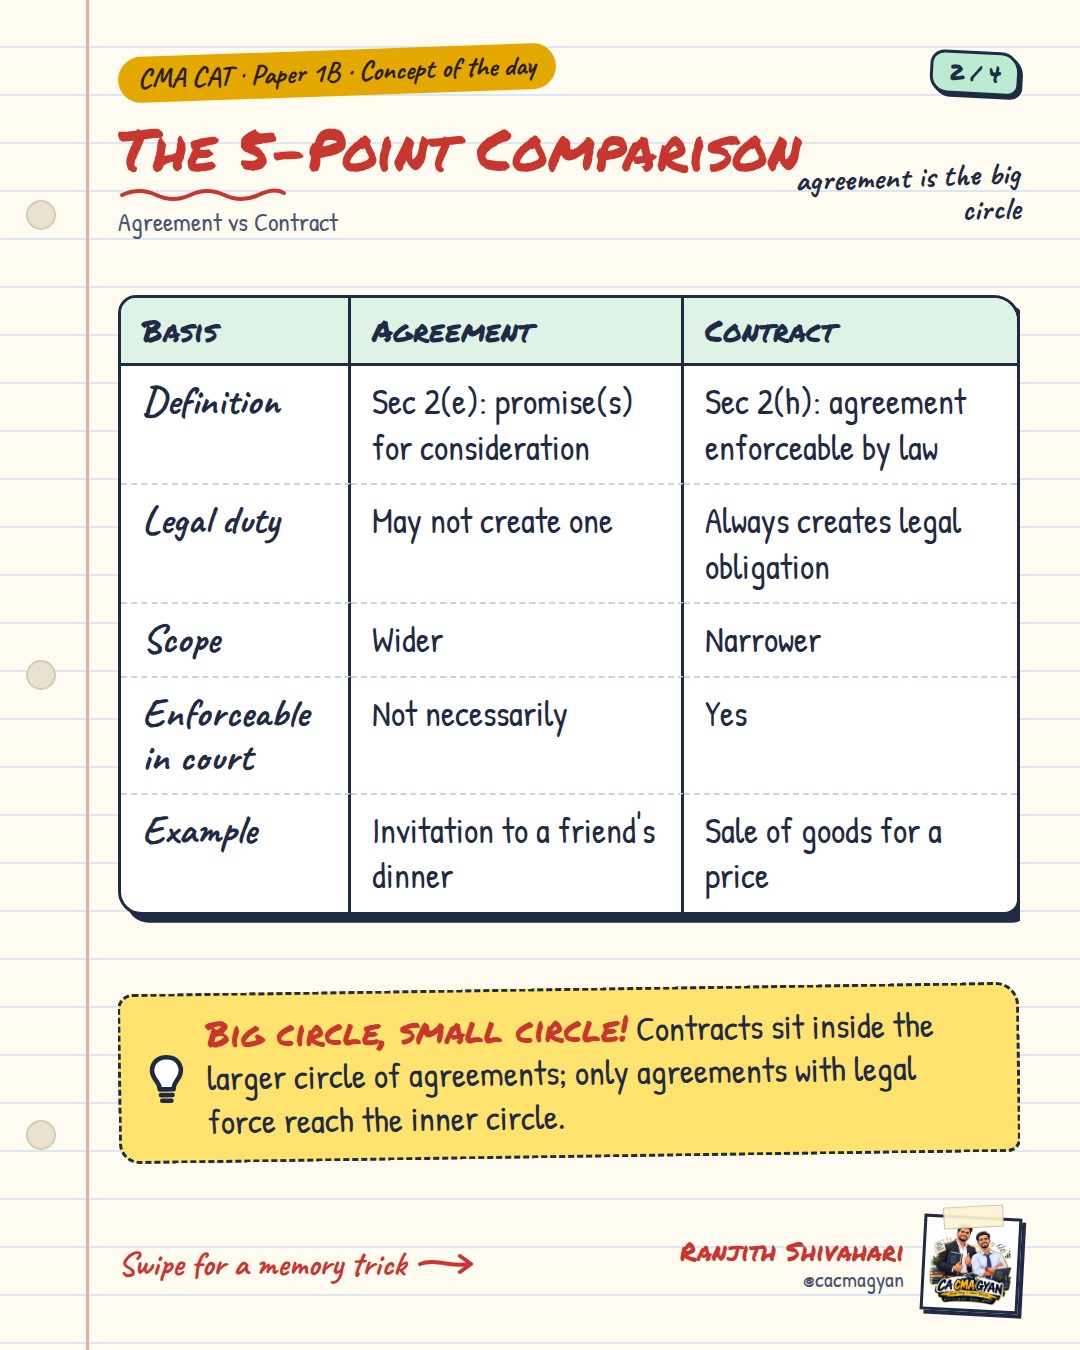 CMA CAT · Paper 1B · Concept of the day
2/4
The 5-Point Comparison
agreement is the big
circle
Agreement vs Contract
Basis Agreement Contract
Definition Sec 2(e): promise(s) Sec 2(h): agreement
for consideration enforceable by law
Legal duty May not create one Always creates legal
obligation
Scope Wider Narrower
Enforceable Not necessarily Yes
in court
Example Invitation to a friend's Sale of goods for a
dinner price
Big circle, small circle! Contracts sit inside the
larger circle of agreements; only agreements with legal
force reach the inner circle.
Swipe for a memory trick
Ranjith Shivahari
@cacmagyan
CA CMA GYAN